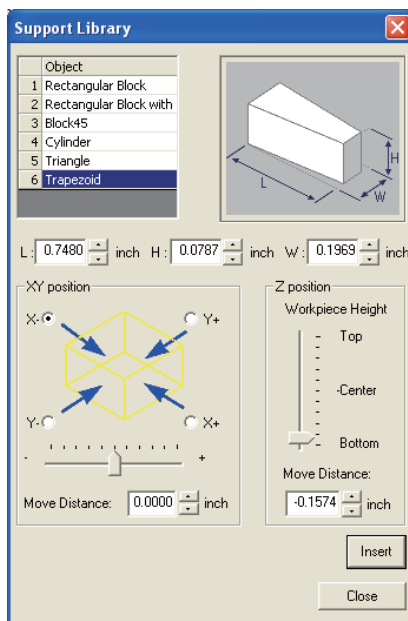 Support Library
Object
1 Rectangular Block
2 Rectangular Block with
3 Block45
4 Cylinder
5 Triangle
6 Trapezoid
L H W
L : 0.7480 inch H : 0.0787 inch W : 0.1969 inch
XY position
X- Y+
Y- X+
- +
Move Distance: 0.0000 inch
Z position
Workpiece Height
Top
-Center
Bottom
Move Distance:
-0.1574 inch
Insert
Close